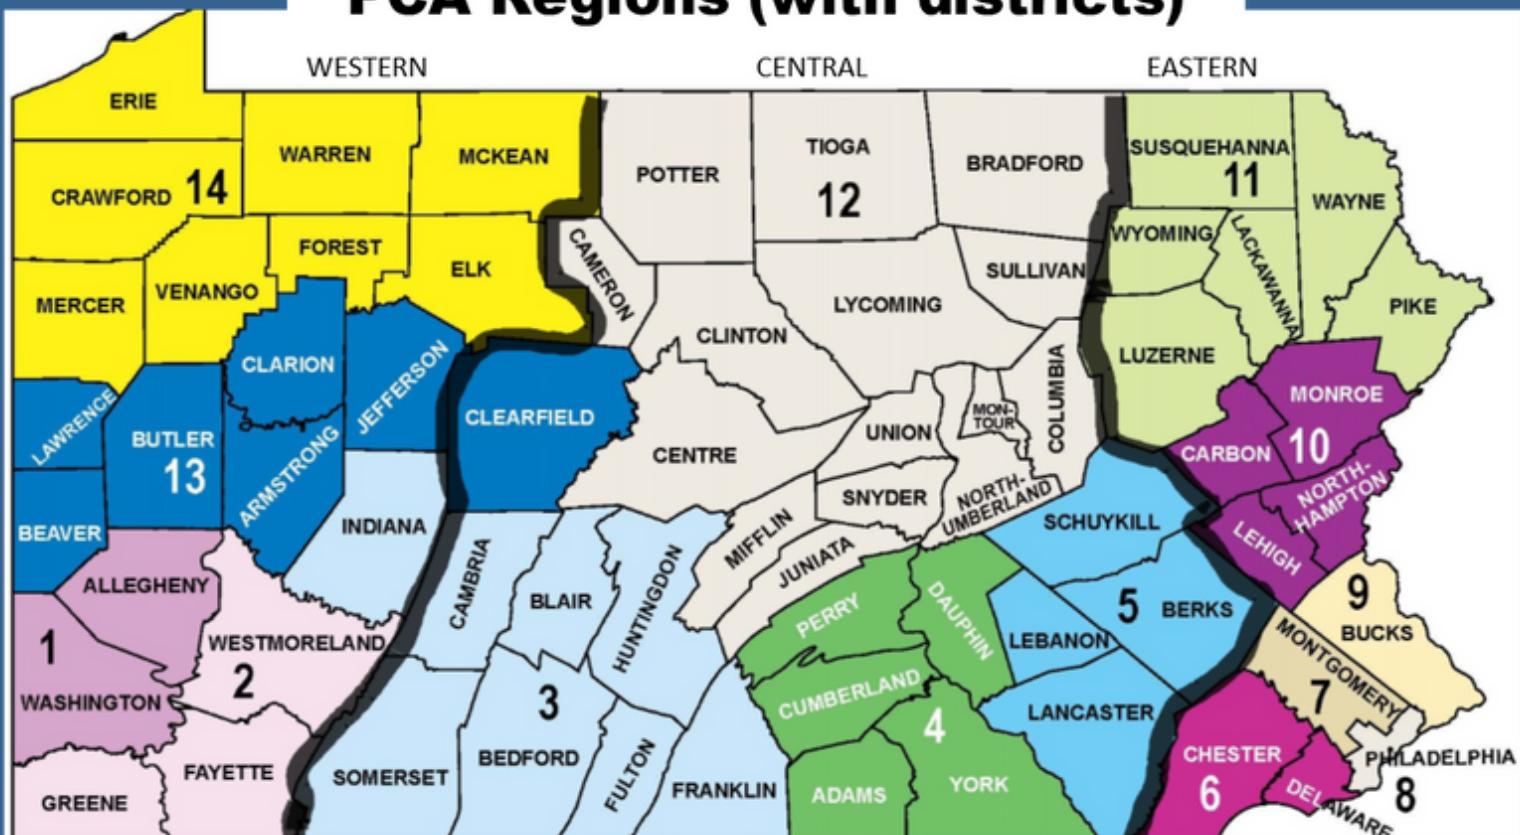 PCA Regions (with districts)
WESTERN
CENTRAL
EASTERN
ERIE
WARREN
MCKEAN
POTTER
TIOGA
12
BRADFORD
SUSQUEHANNA
11
WAYNE
CRAWFORD 14
FOREST
ELK
CAMERON
SULLIVAN
WYOMING
LACKAWANNA
MERCER
VENANGO
CLINTON
LYCOMING
LUZERNE
PIKE
CLARION
JEFFERSON
CLEARFIELD
CENTRE
UNION
MON-
TOUR
COLUMBIA
MONROE
CARBON 10
LAWRENCE
BUTLER
13
ARMSTRONG
SNYDER
NORTH-
UMBERLAND
NORTH-
HAMPTON
BEAVER
INDIANA
MIFFLIN
JUNIATA
SCHUYKILL
LEHIGH
ALLEGHENY
CAMBRIA
BLAIR
HUNTINGDON
PERRY
DAUPHIN
LEBANON
5 BERKS
9
BUCKS
1
WASHINGTON
WESTMORELAND
2
3
BEDFORD
CUMBERLAND
4
LANCASTER
MONTGOMERY
7
GREENE
FAYETTE
SOMERSET
FULTON
FRANKLIN
ADAMS
YORK
CHESTER
6
DELAWARE
PHILADELPHIA
8